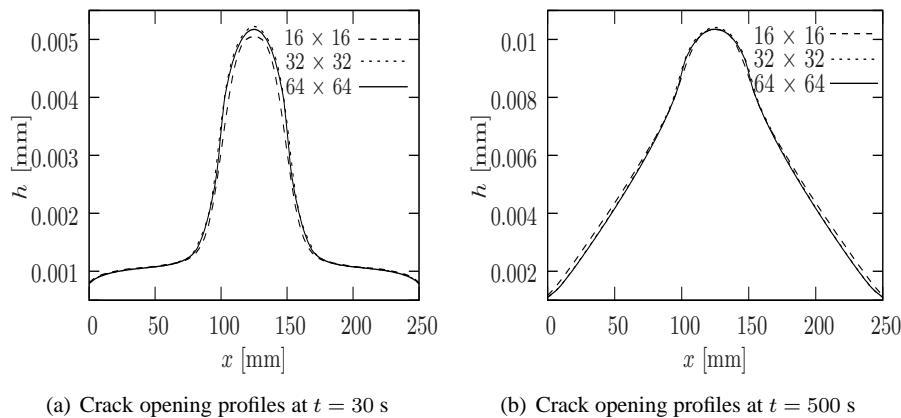 0.005
0.004
0.003
0.002
0.001
h [mm]
16 × 16
32 × 32
64 × 64
0 50 100 150 200 250
x [mm]
(a) Crack opening profiles at t = 30 s
0.01
0.008
0.006
0.004
0.002
h [mm]
16 × 16
32 × 32
64 × 64
0 50 100 150 200 250
x [mm]
(b) Crack opening profiles at t = 500 s